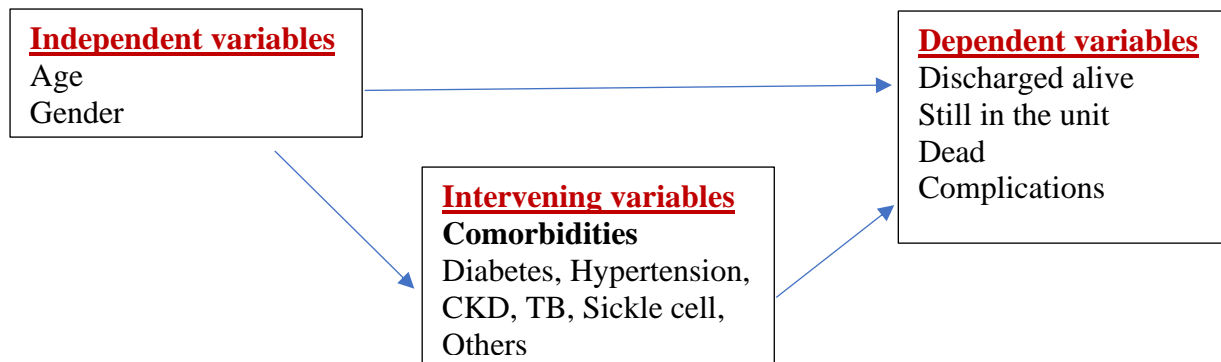 Independent variables
Age
Gender
Dependent variables
Discharged alive
Still in the unit
Dead
Complications
Intervening variables
Comorbidities
Diabetes, Hypertension,
CKD, TB, Sickle cell,
Others